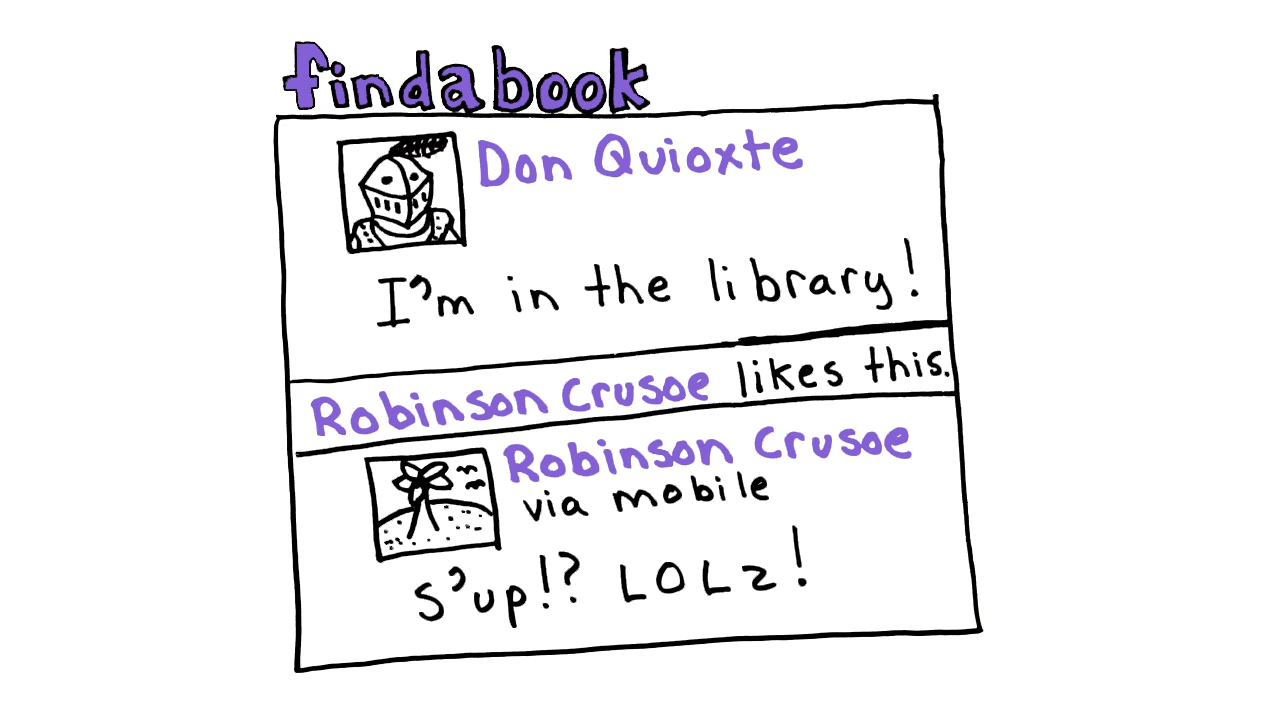 findabook
Don Quioxte
I'm in the library!
Robinson Crusoe likes this.
Robinson Crusoe
via mobile
s'up!? LOLz!